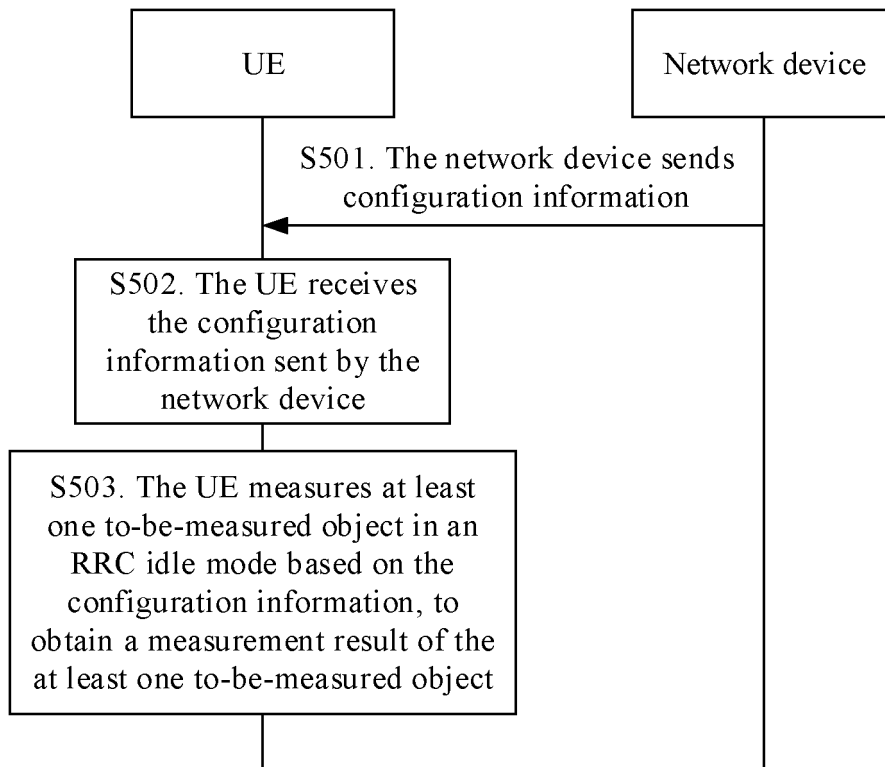 UE
Network device
S501. The network device sends
configuration information
S502. The UE receives
the configuration
information sent by the
network device
S503. The UE measures at least
one to-be-measured object in an
RRC idle mode based on the
configuration information, to
obtain a measurement result of the
at least one to-be-measured object